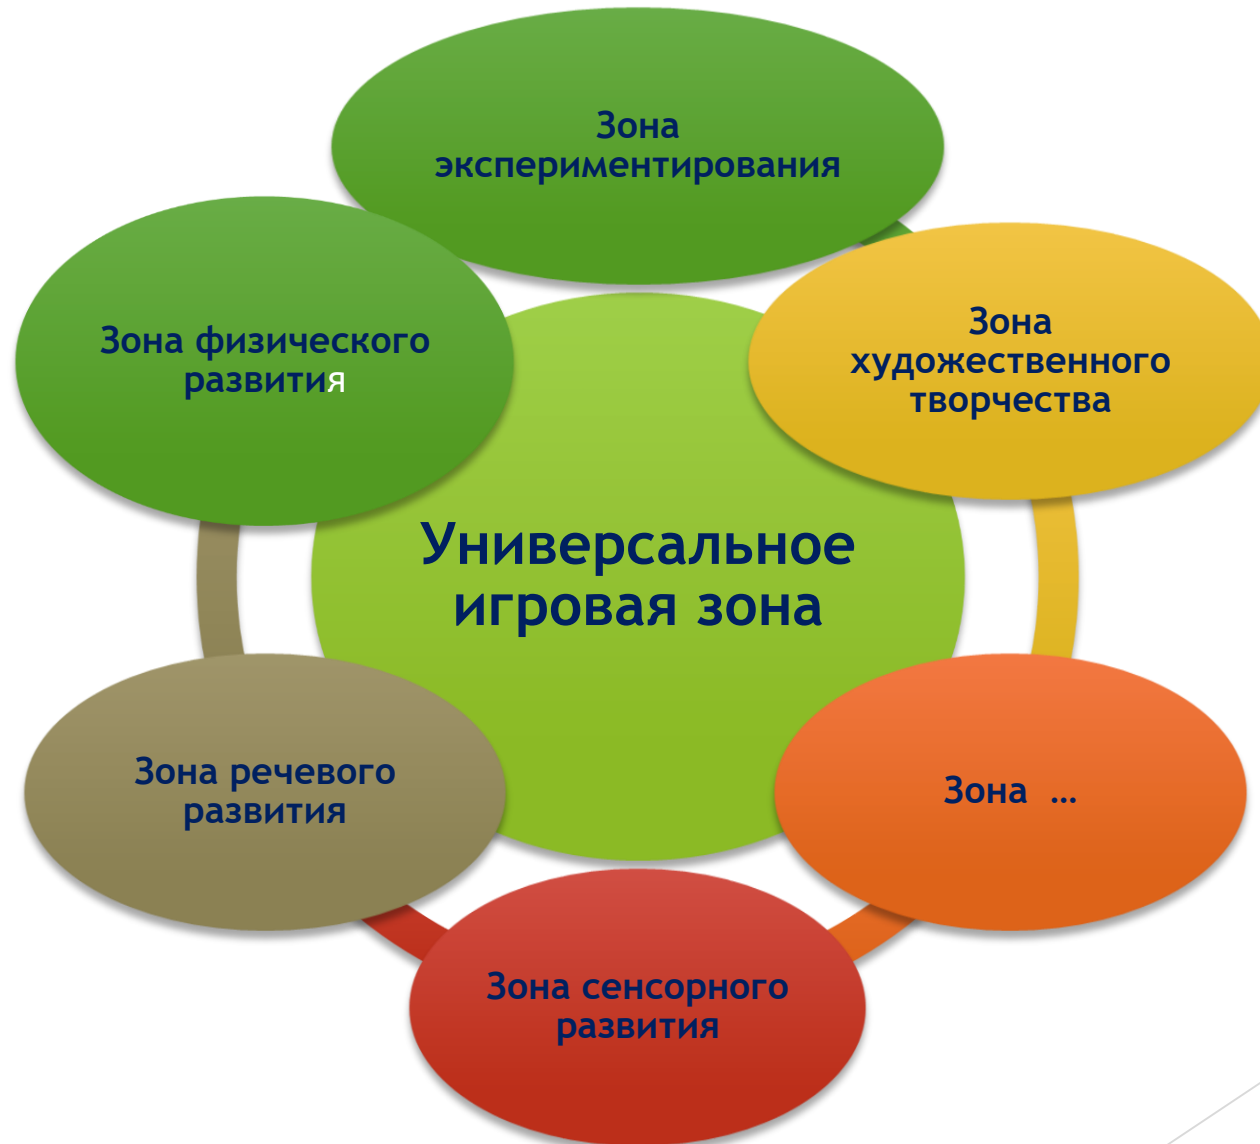 Зона
экспериментирования
Зона
художественного
творчества
Зона физического
развития
Универсальное
игровая зона
Зона речевого
развития
Зона ...
Зона сенсорного
развития